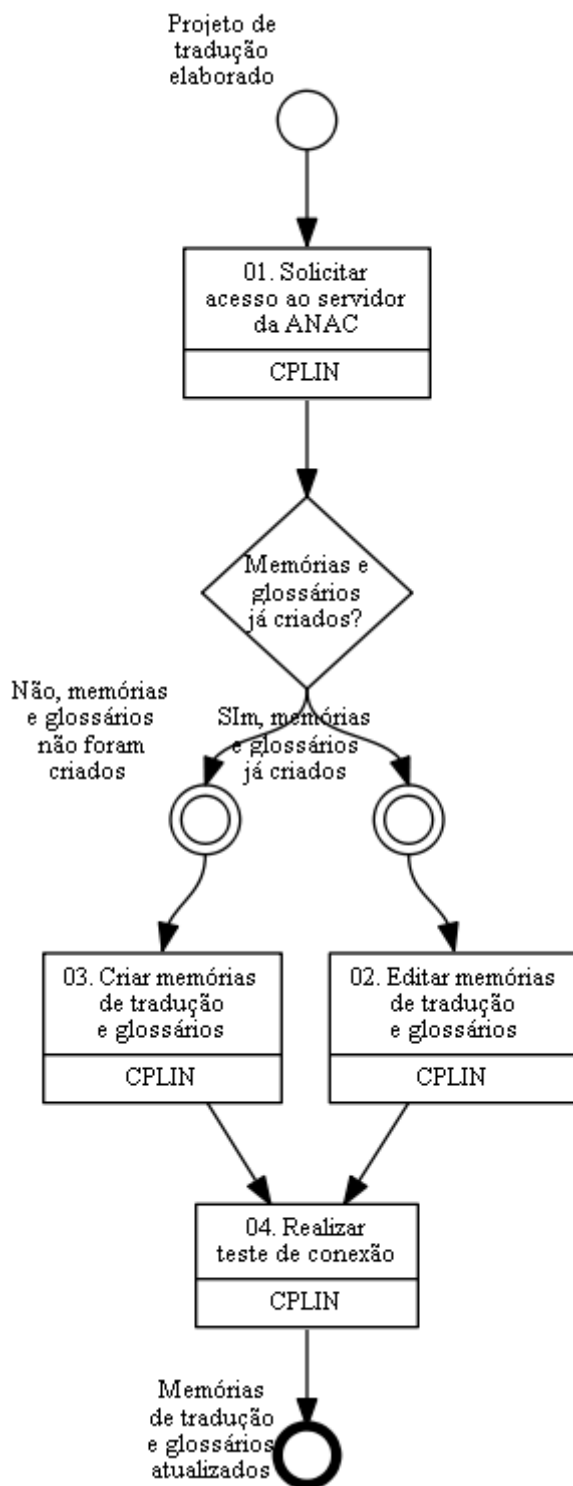 Projeto de
tradução
elaborado
01. Solicitar
acesso ao servidor
da ANAC
CPLIN
Memórias e
glossários
já criados?
Não, memórias
e glossários
não foram
criados
SIm, memórias
e glossários
já criados
03. Criar memórias
de tradução
e glossários
CPLIN
02. Editar memórias
de tradução
e glossários
CPLIN
04. Realizar
teste de conexão
CPLIN
Memórias
de tradução
e glossários
atualizados